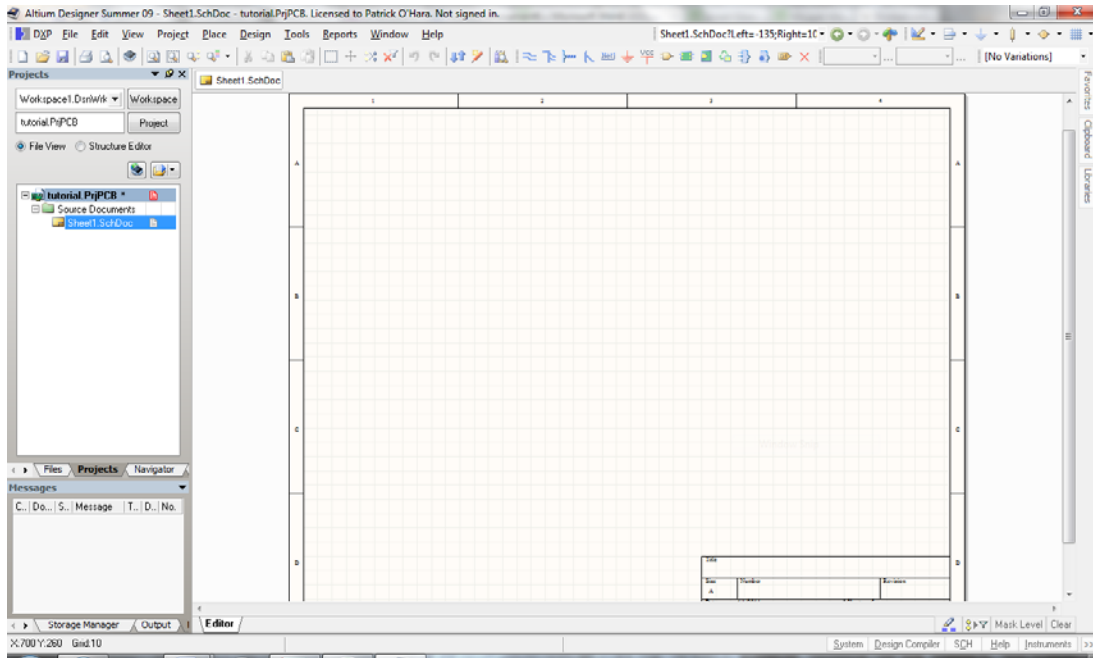 Altium Designer Summer 09 - Sheet1.SchDoc - tutorial.PrjPCB. Licensed to Patrick O'Hara. Not signed in.
DXP File Edit View Project Place Design Tools Reports Window Help Sheet1.SchDoc?Left=-135;Right=1(
... ... [No Variations]
Projects
Sheet1.SchDoc
Workspace1.DsnWrk Workspace
tutorial.PrjPCB Project
File View Structure Editor
tutorial.PrjPCB *
Source Documents
Sheet1.SchDoc
Files Projects Navigator
Messages
C.. Do... S.. Message T.. D.. No.
Storage Manager Output
1 2 3 4
A A
B B
C C
D D
Title
Size Number Revision
A
Editor
Mask Level Clear
X:700 Y:260 Grid:10
System Design Compiler SCH Help Instruments >>
Favorites
Clipboard
Libraries